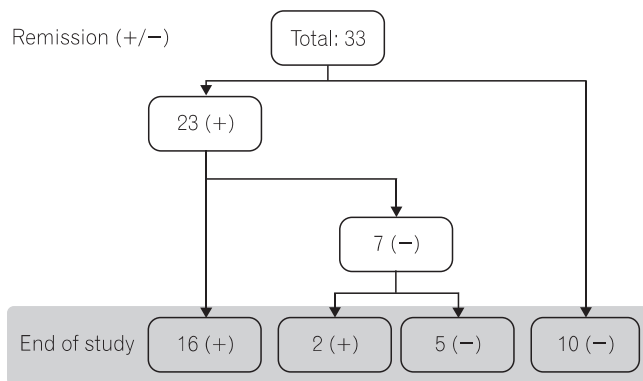 Remission (+/−)
Total: 33
23 (+)
7 (−)
End of study
16 (+)
2 (+)
5 (−)
10 (−)